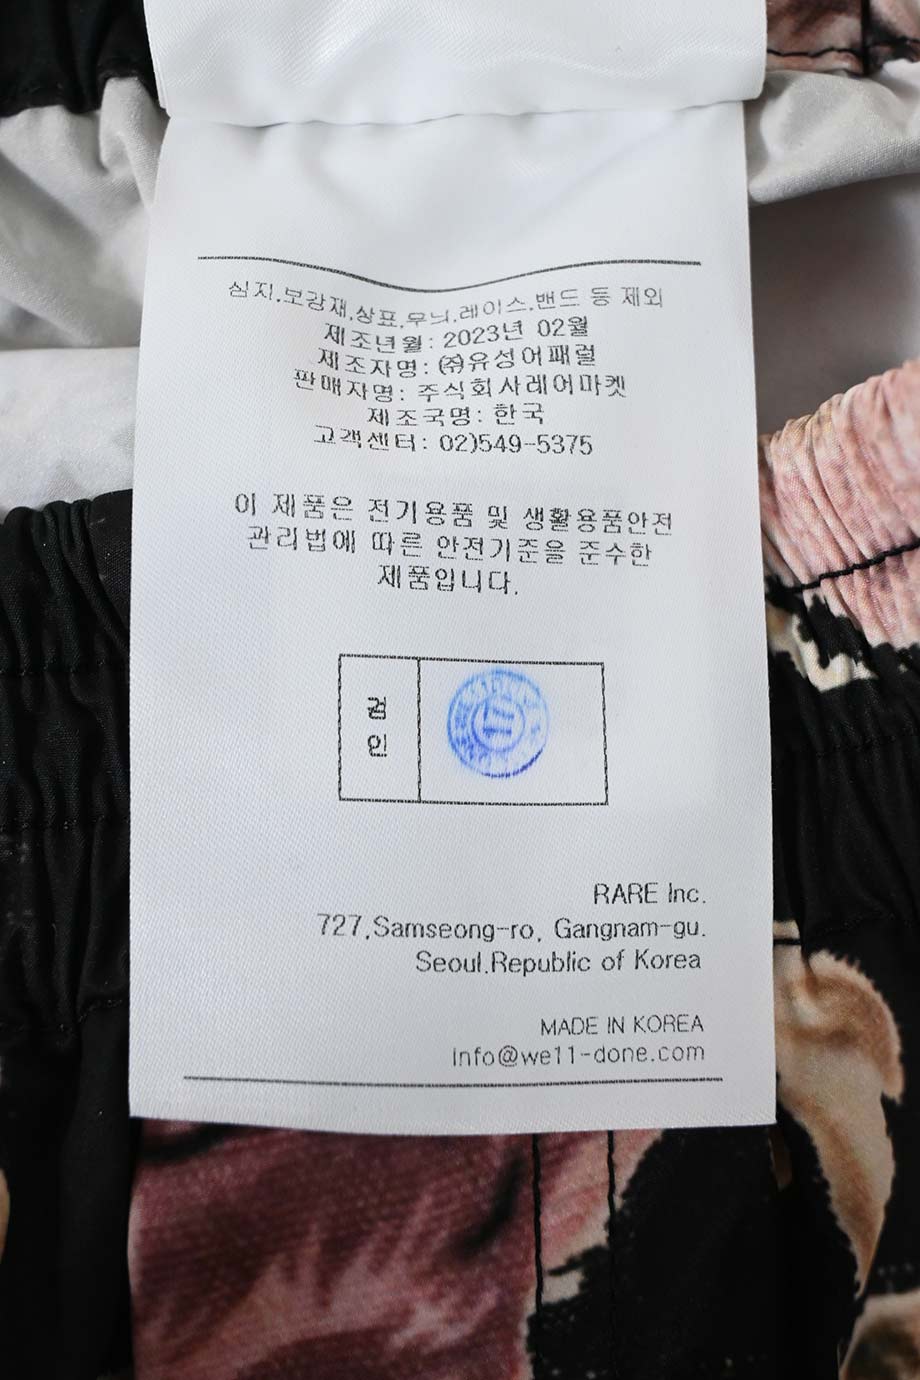 심지,보강재,상표,무늬,레이스,밴드 등 제외
제조년월: 2023년 02월
제조자명: ㈜유성어패럴
판매자명: 주식회사레어마켓
제조국명: 한국
고객센터: 02)549-5375
이 제품은 전기용품 및 생활용품안전
관리법에 따른 안전기준을 준수한
제품입니다.
검
인
RARE Inc.
727,Samseong-ro, Gangnam-gu.
Seoul.Republic of Korea
MADE IN KOREA
info@we11-done.com